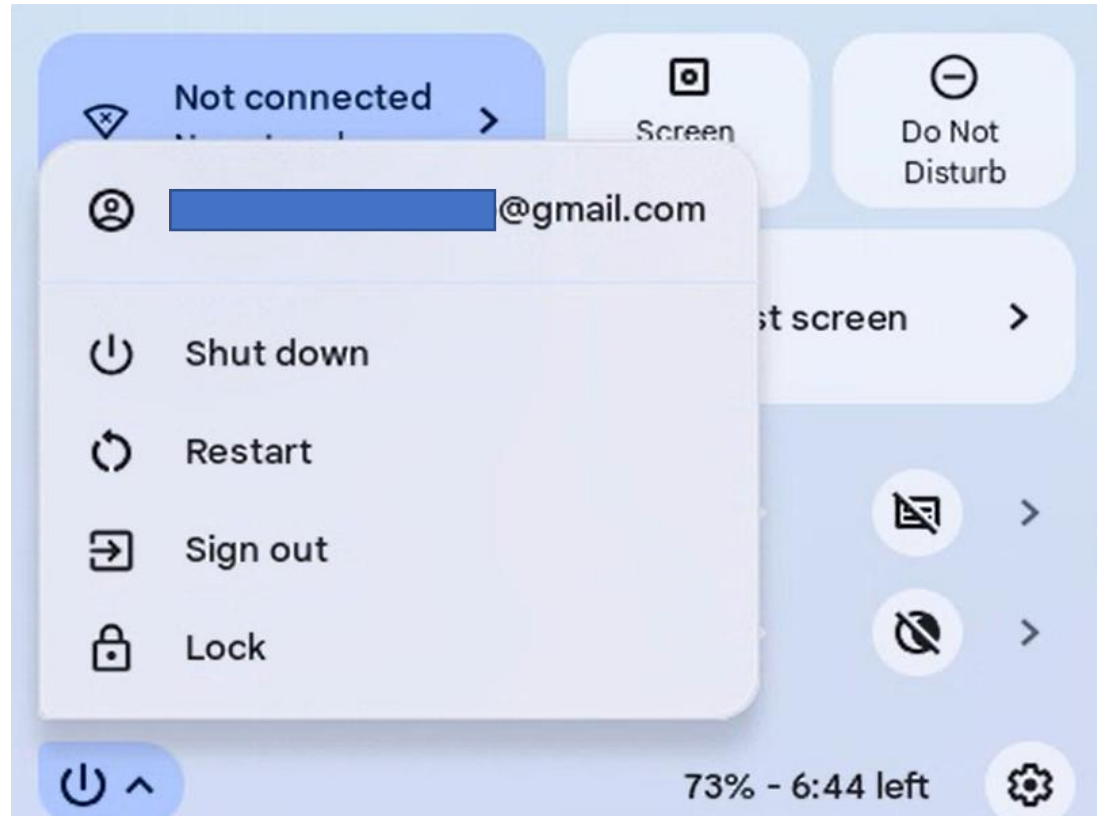 Not connected
Screen
Do Not
Disturb
@gmail.com
st screen
Shut down
Restart
Sign out
Lock
73% - 6:44 left